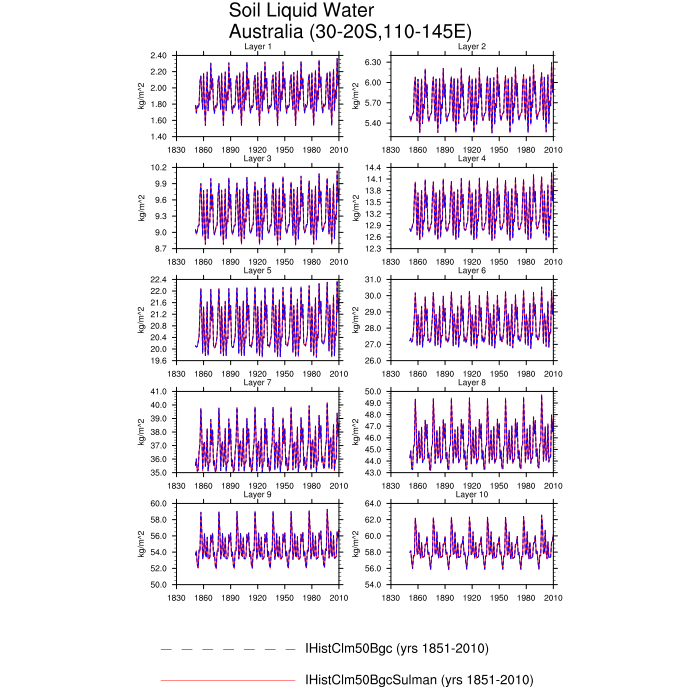 Soil Liquid Water
Australia (30-20S,110-145E)
Layer 1
2.40
2.20
2.00
1.80
1.60
1.40
kg/m^2
1830 1860 1890 1920 1950 1980 2010
Layer 2
6.30
6.00
5.70
5.40
kg/m^2
1830 1860 1890 1920 1950 1980 2010
Layer 3
10.2
9.9
9.6
9.3
9.0
8.7
kg/m^2
1830 1860 1890 1920 1950 1980 2010
Layer 4
14.4
14.1
13.8
13.5
13.2
12.9
12.6
12.3
kg/m^2
1830 1860 1890 1920 1950 1980 2010
Layer 5
22.4
22.0
21.6
21.2
20.8
20.4
20.0
19.6
kg/m^2
1830 1860 1890 1920 1950 1980 2010
Layer 6
31.0
30.0
29.0
28.0
27.0
26.0
kg/m^2
1830 1860 1890 1920 1950 1980 2010
Layer 7
41.0
40.0
39.0
38.0
37.0
36.0
35.0
kg/m^2
1830 1860 1890 1920 1950 1980 2010
Layer 8
50.0
49.0
48.0
47.0
46.0
45.0
44.0
43.0
kg/m^2
1830 1860 1890 1920 1950 1980 2010
Layer 9
60.0
58.0
56.0
54.0
52.0
50.0
kg/m^2
1830 1860 1890 1920 1950 1980 2010
Layer 10
64.0
62.0
60.0
58.0
56.0
54.0
kg/m^2
1830 1860 1890 1920 1950 1980 2010
IHistClm50Bgc (yrs 1851-2010)
IHistClm50BgcSulman (yrs 1851-2010)